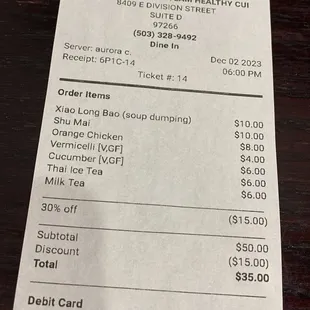 HEALTHY CUI
8409 E DIVISION STREET
SUITE D
97266
(503) 328-9492
Dine In
Server: aurora c. Dec 02 2023
Receipt: 6P1C-14 06:00 PM
Ticket #: 14
Order Items
Xiao Long Bao (soup dumping) $10.00
Shu Mai $10.00
Orange Chicken $8.00
Vermicelli [V,GF] $4.00
Cucumber [V,GF] $6.00
Thai Ice Tea $6.00
Milk Tea $6.00
30% off ($15.00)
Subtotal $50.00
Discount ($15.00)
Total $35.00
Debit Card